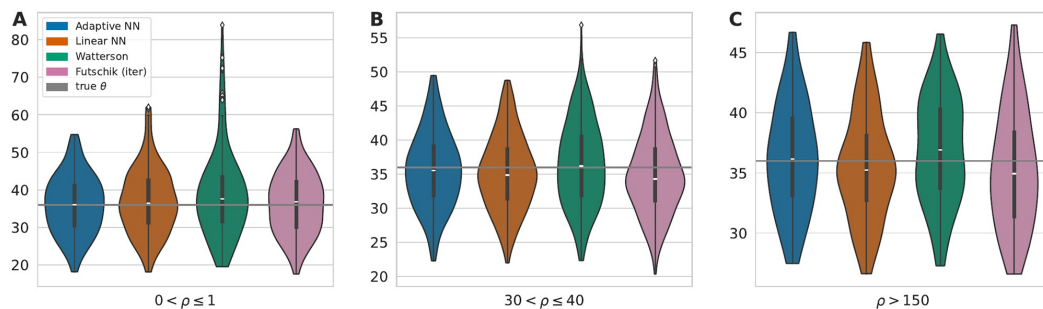 A
Adaptive NN
Linear NN
Watterson
Futschik (iter)
true θ
80
70
60
50
40
30
20
0 < ρ ≤ 1
B
55
50
45
40
35
30
25
20
30 < ρ ≤ 40
C
45
40
35
30
ρ > 150